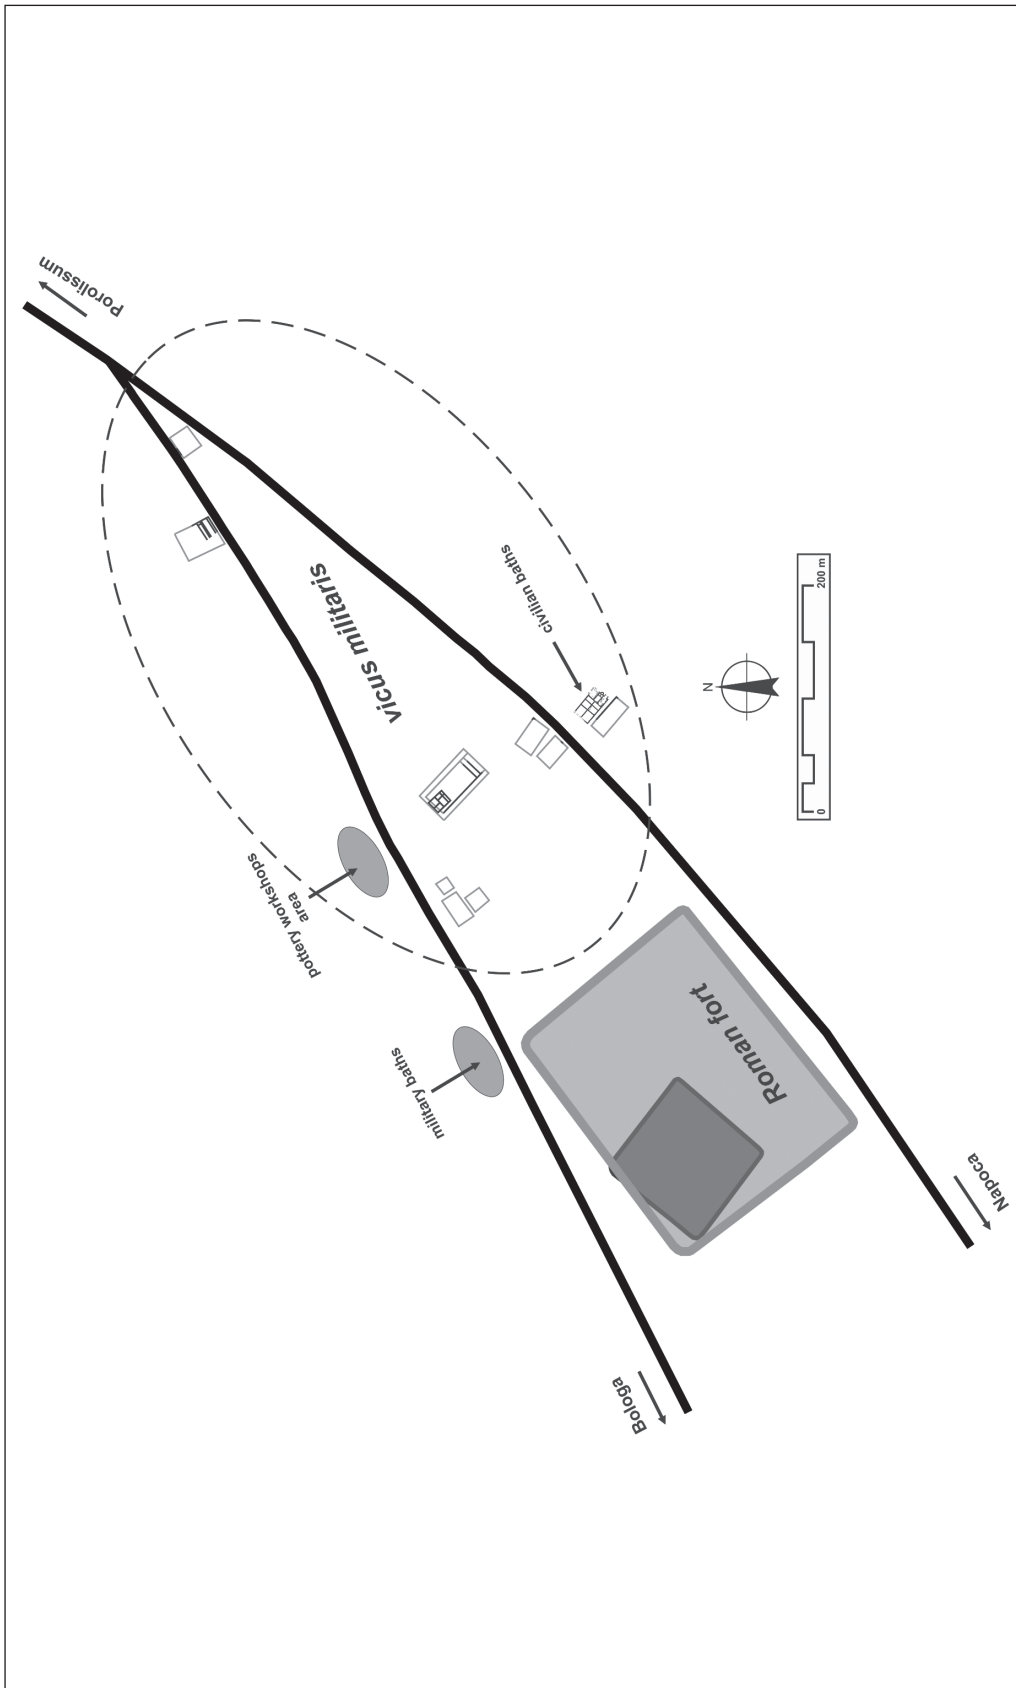 Porolissum
vicus militaris
civilian baths
pottery workshops
area
military baths
Roman fort
Napoca
Bologa
N
0
200 m